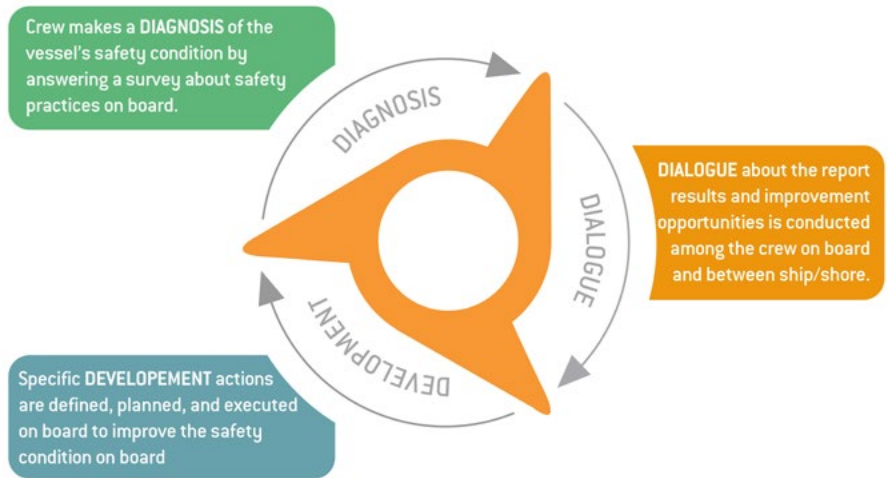 Crew makes a DIAGNOSIS of the
vessel's safety condition by
answering a survey about safety
practices on board.
DIAGNOSIS
DIALOGUE about the report
results and improvement
opportunities is conducted
among the crew on board
and between ship/shore.
DIALOGUE
Specific DEVELOPEMENT actions
are defined, planned, and executed
on board to improve the safety
condition on board
DEVELOPMENT